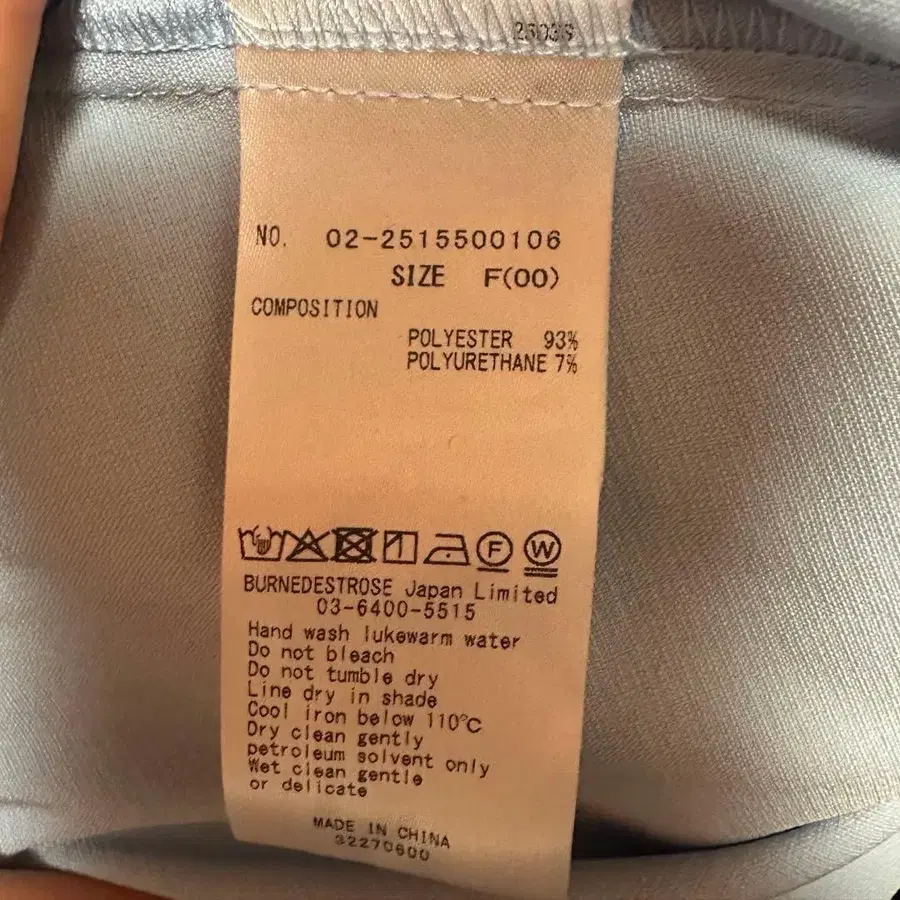 25039
NO. 02-2515500106
SIZE F(00)
COMPOSITION
POLYESTER 93%
POLYURETHANE 7%
F W
BURNEDESTROSE Japan Limited
03-6400-5515
Hand wash lukewarm water
Do not bleach
Do not tumble dry
Line dry in shade
Cool iron below 110℃
Dry clean gently
petroleum solvent only
Wet clean gentle
or delicate
MADE IN CHINA
32270600